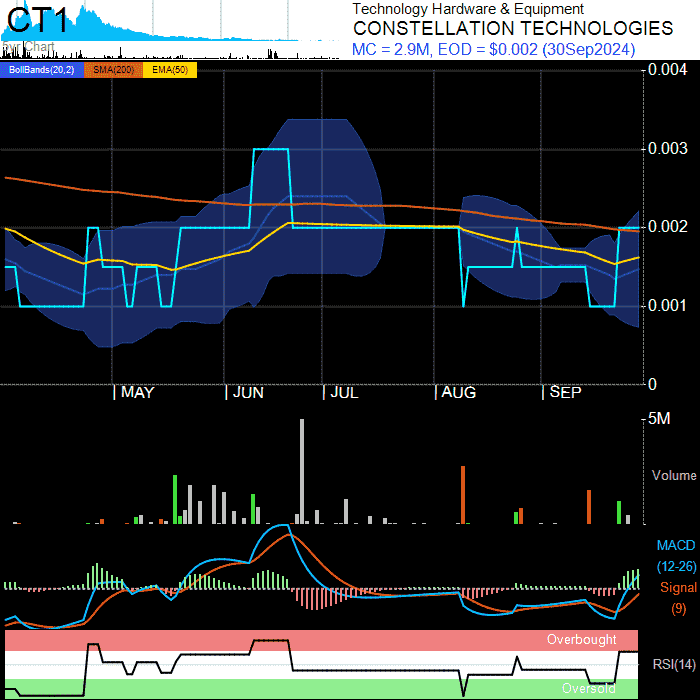 CT1
5yr Chart
Technology Hardware & Equipment
CONSTELLATION TECHNOLOGIES
MC = 2.9M, EOD = $0.002 (30Sep2024)
BollBands(20,2) SMA(200) EMA(50)
0.004
0.003
0.002
0.001
0
MAY JUN JUL AUG SEP
5M
Volume
MACD
(12-26)
Signal
(9)
Overbought
RSI(14)
Oversold